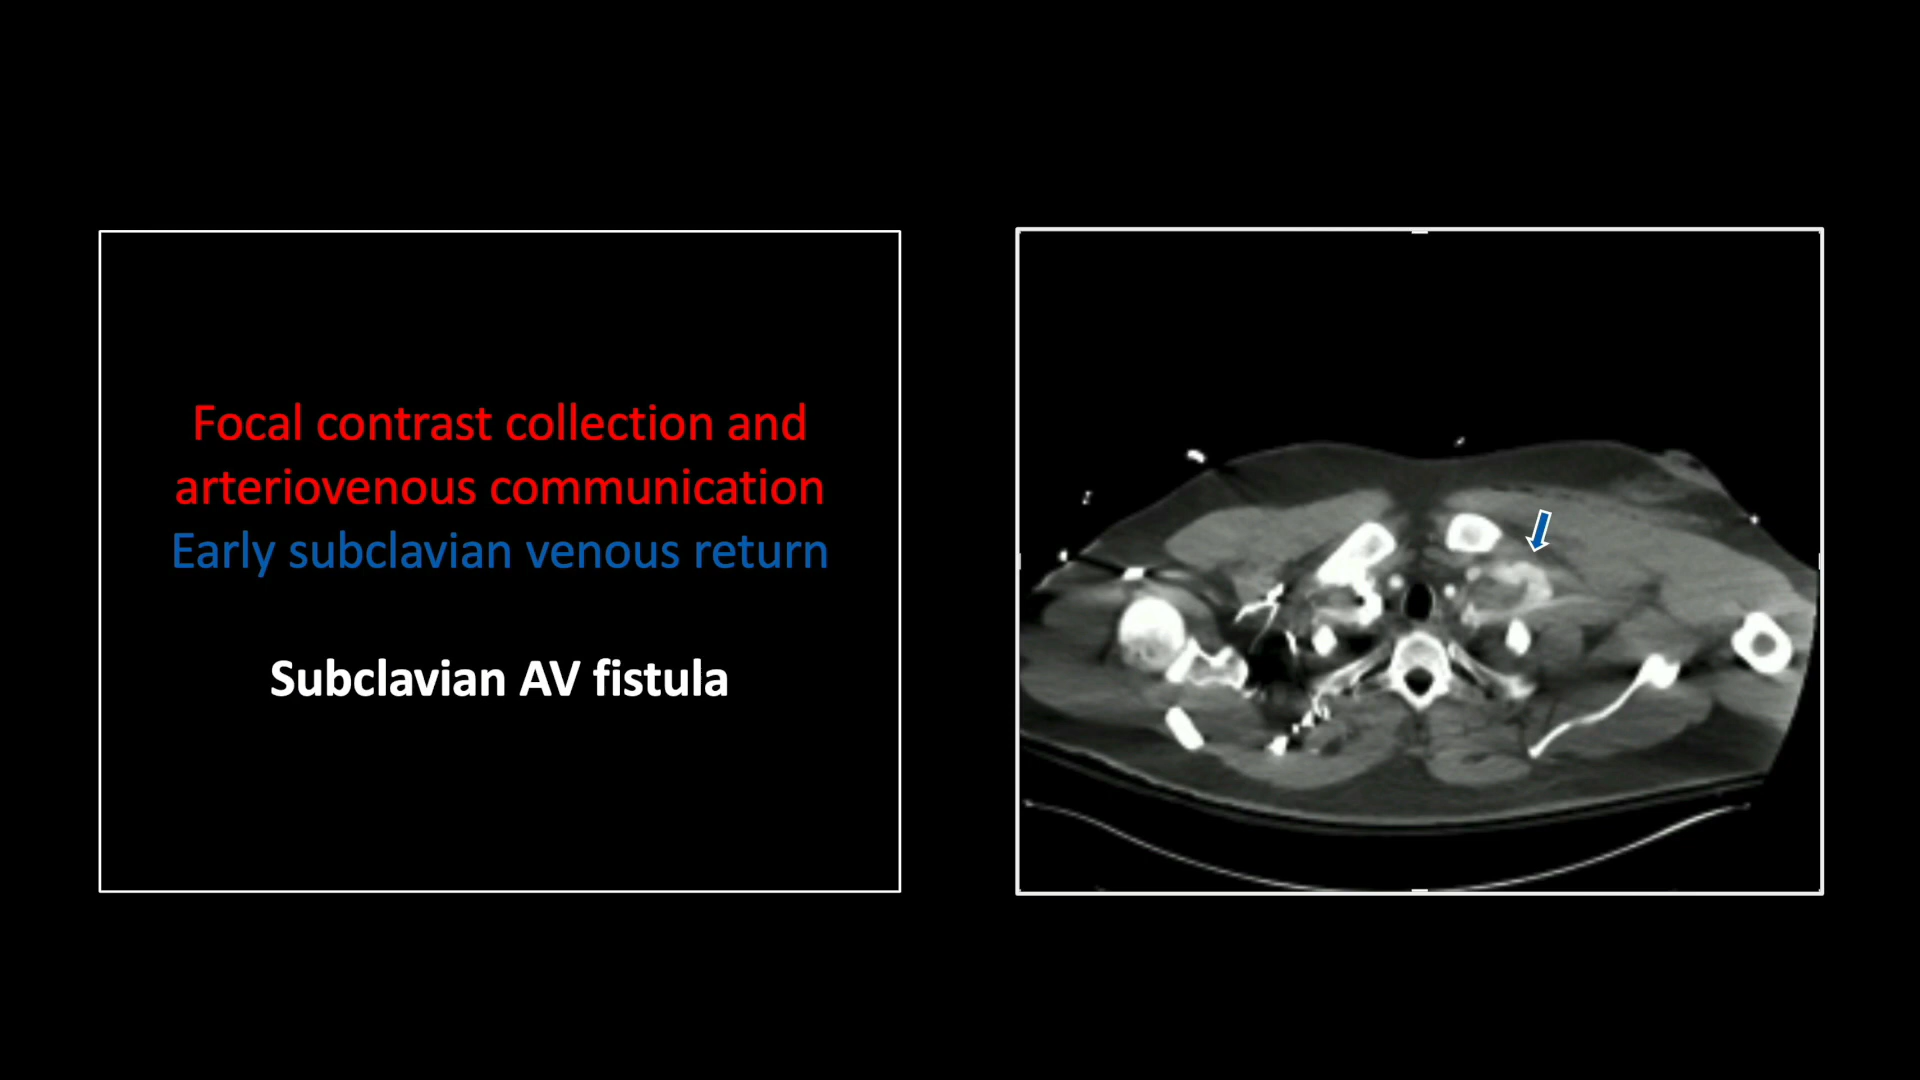 Focal contrast collection and
arteriovenous communication
Early subclavian venous return
Subclavian AV fistula